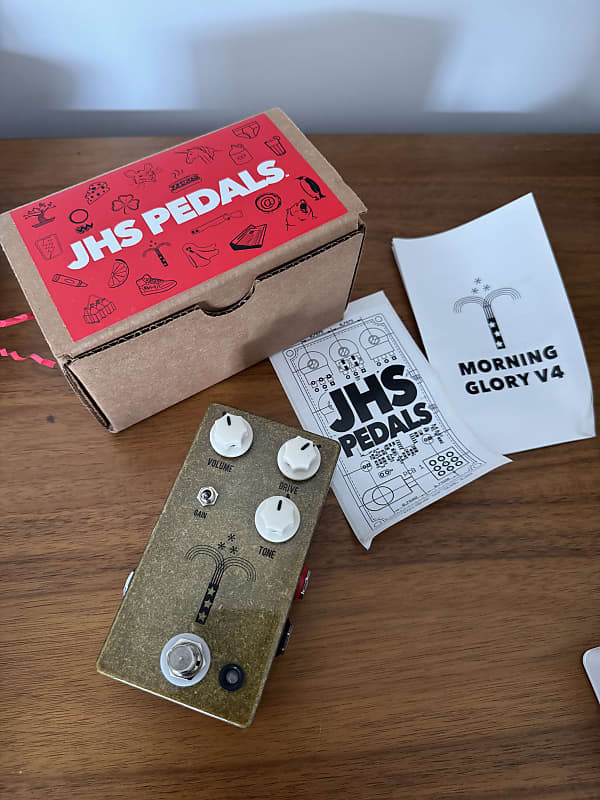 JHS PEDALS
JHS
PEDALS
MORNING
GLORY V4
VOLUME
DRIVE
GAIN
TONE